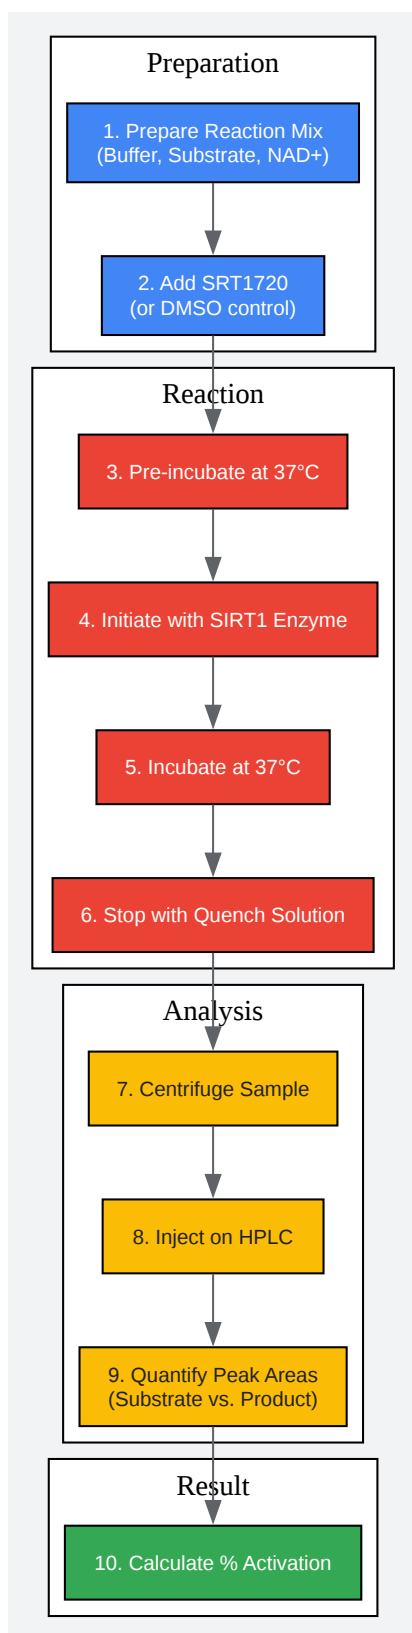 Preparation
1. Prepare Reaction Mix
(Buffer, Substrate, NAD+)
2. Add SRT1720
(or DMSO control)
Reaction
3. Pre-incubate at 37°C
4. Initiate with SIRT1 Enzyme
5. Incubate at 37°C
6. Stop with Quench Solution
Analysis
7. Centrifuge Sample
8. Inject on HPLC
9. Quantify Peak Areas
(Substrate vs. Product)
Result
10. Calculate % Activation